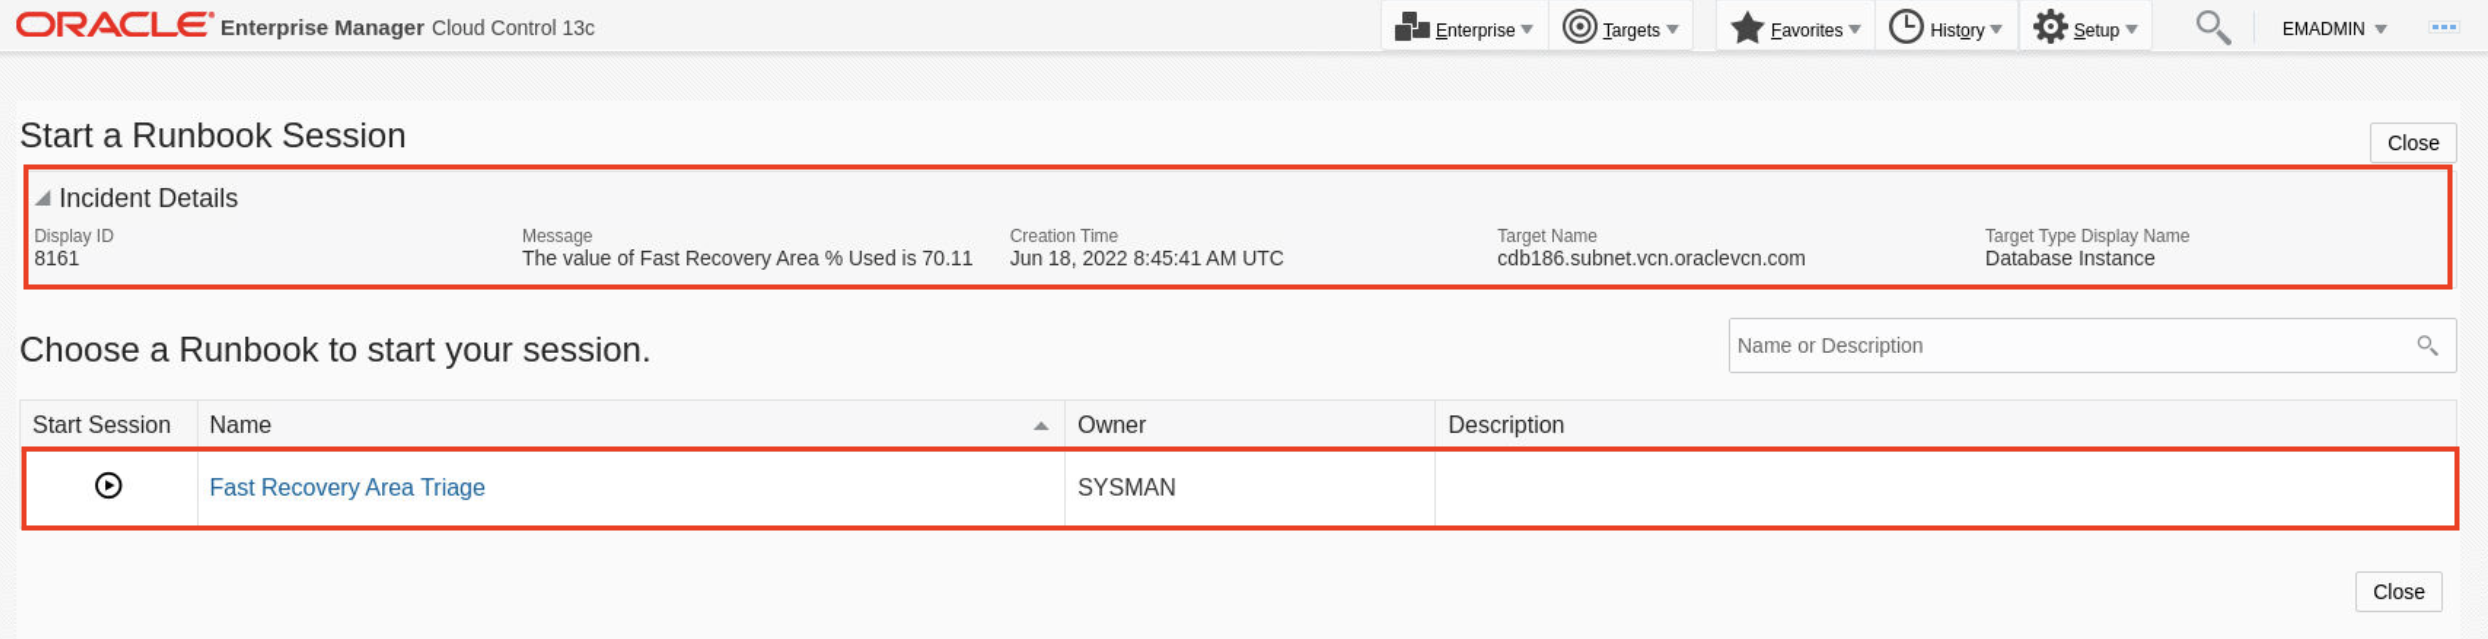 ORACLE Enterprise Manager Cloud Control 13c Enterprise Targets Favorites History Setup EMADMIN
Start a Runbook Session Close
Incident Details
Display ID Message Creation Time Target Name Target Type Display Name
8161 The value of Fast Recovery Area % Used is 70.11 Jun 18, 2022 8:45:41 AM UTC cdb186.subnet.vcn.oraclevcn.com Database Instance
Choose a Runbook to start your session. Name or Description
Start Session Name Owner Description
Fast Recovery Area Triage SYSMAN
Close